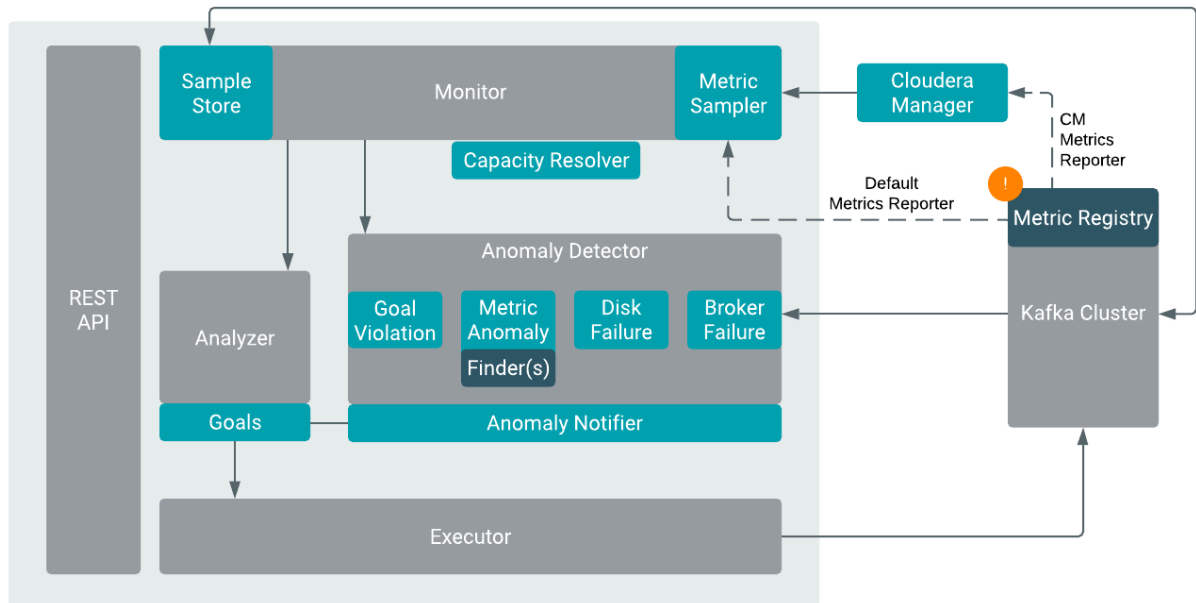 Sample
Store
Monitor
Metric
Sampler
Cloudera
Manager
CM
Metrics
Reporter
Capacity Resolver
Default
Metrics Reporter
!
Metric Registry
Anomaly Detector
REST
API
Analyzer
Goal
Violation
Metric
Anomaly
Finder(s)
Disk
Failure
Broker
Failure
Kafka Cluster
Goals
Anomaly Notifier
Executor